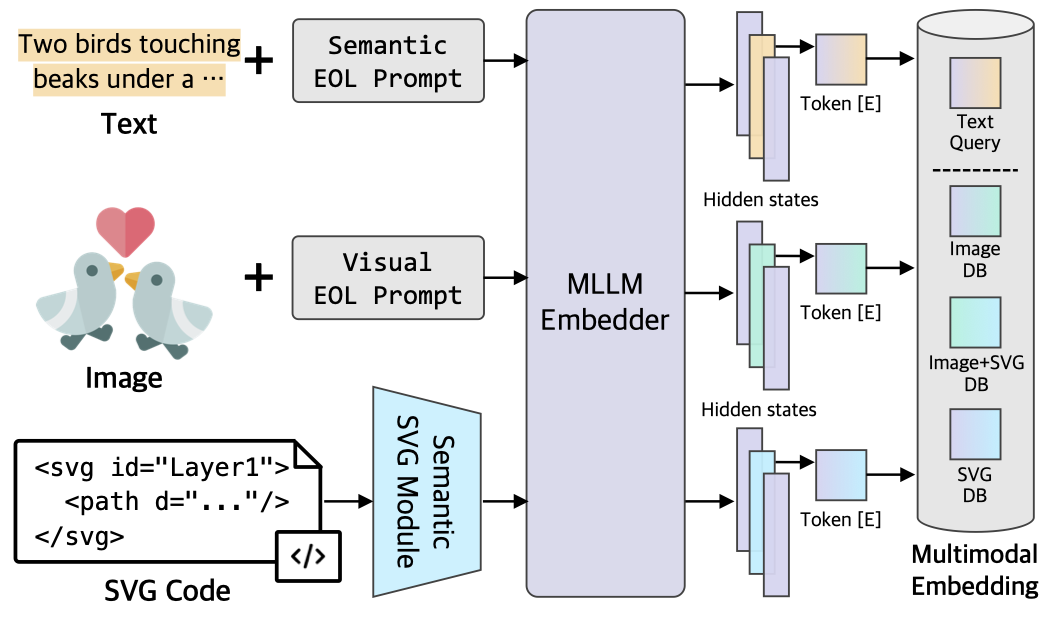 Two birds touching
beaks under a ···
Text
+
Semantic
EOL Prompt
Image
+
Visual
EOL Prompt
<svg id="Layer1">
<path d="..."/>
</svg>
</>
SVG Code
Semantic
SVG Module
MLLM
Embedder
Token [E]
Hidden states
Token [E]
Hidden states
Token [E]
Text
Query
Image
DB
Image+SVG
DB
SVG
DB
Multimodal
Embedding